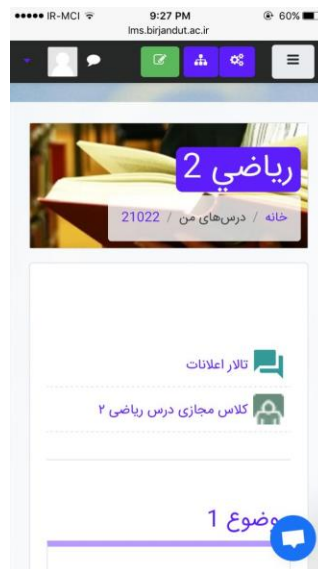 IR-MCI 9:27 PM 60%
lms.birjandut.ac.ir
رياضي 2
خانه / درس‌های من / 21022
تالار اعلانات
کلاس مجازی درس ریاضی ۲
وضوع 1